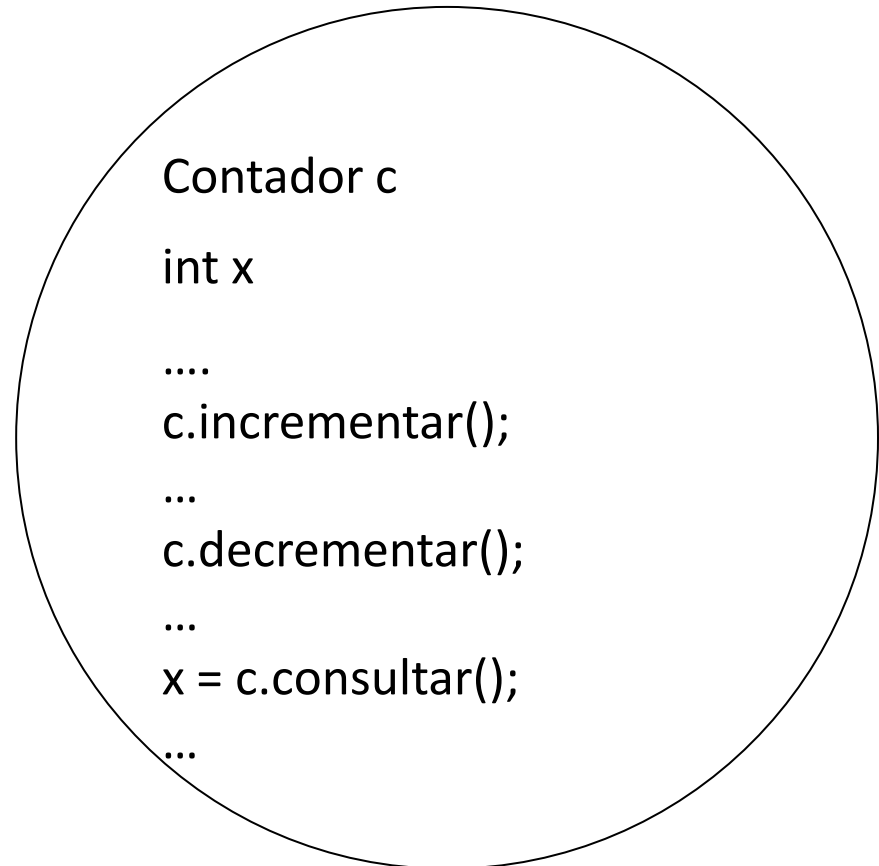 Contador c
int x
....
c.incrementar();
...
c.decrementar();
...
x = c.consultar();
...